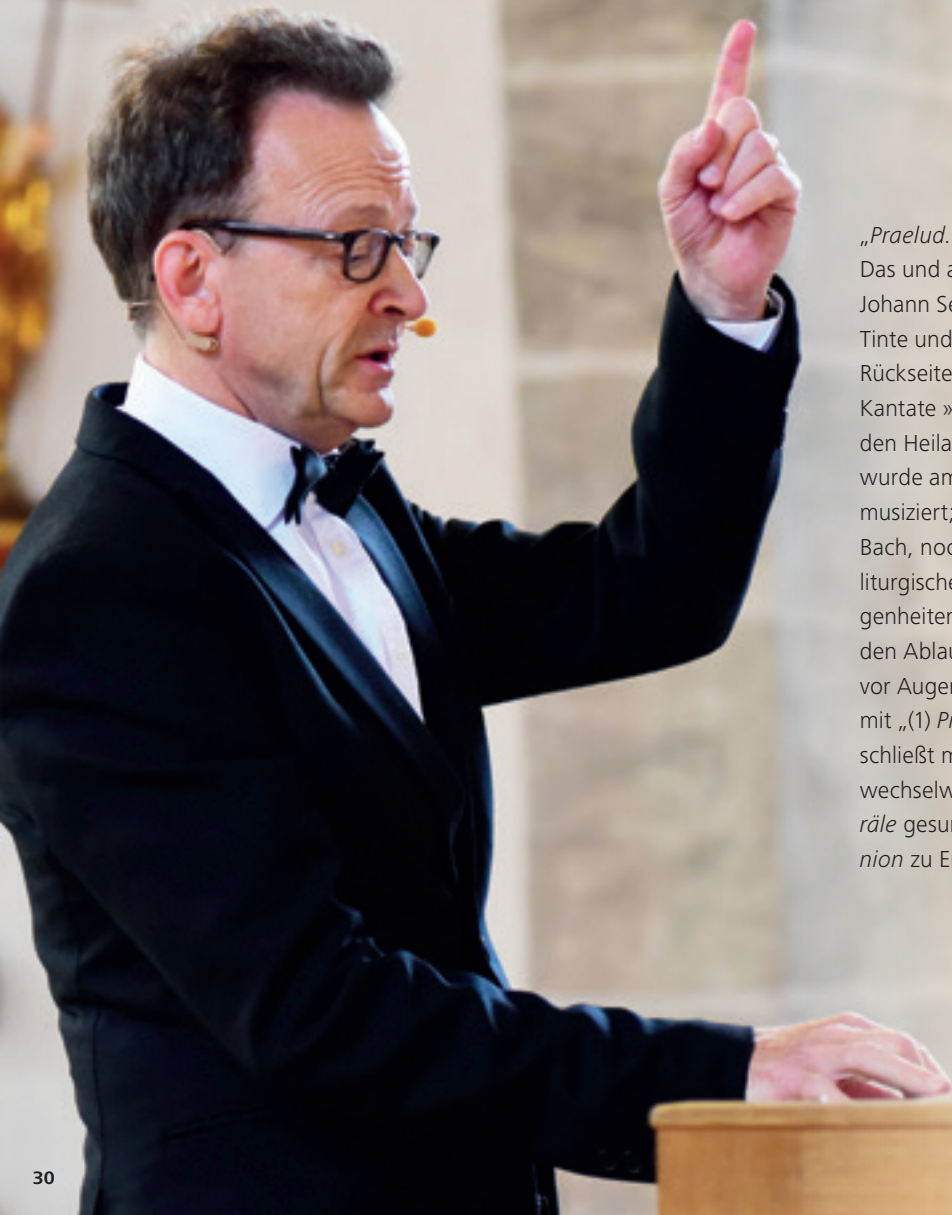 „Praelud.
Das und a
Johann Se
Tinte und
Rückseite
Kantate »
den Heila
wurde am
musiziert;
Bach, noc
liturgische
genheiten
den Ablau
vor Augen
mit „(1) Pr
schließt m
wechselw
räle gesun
nion zu E
30